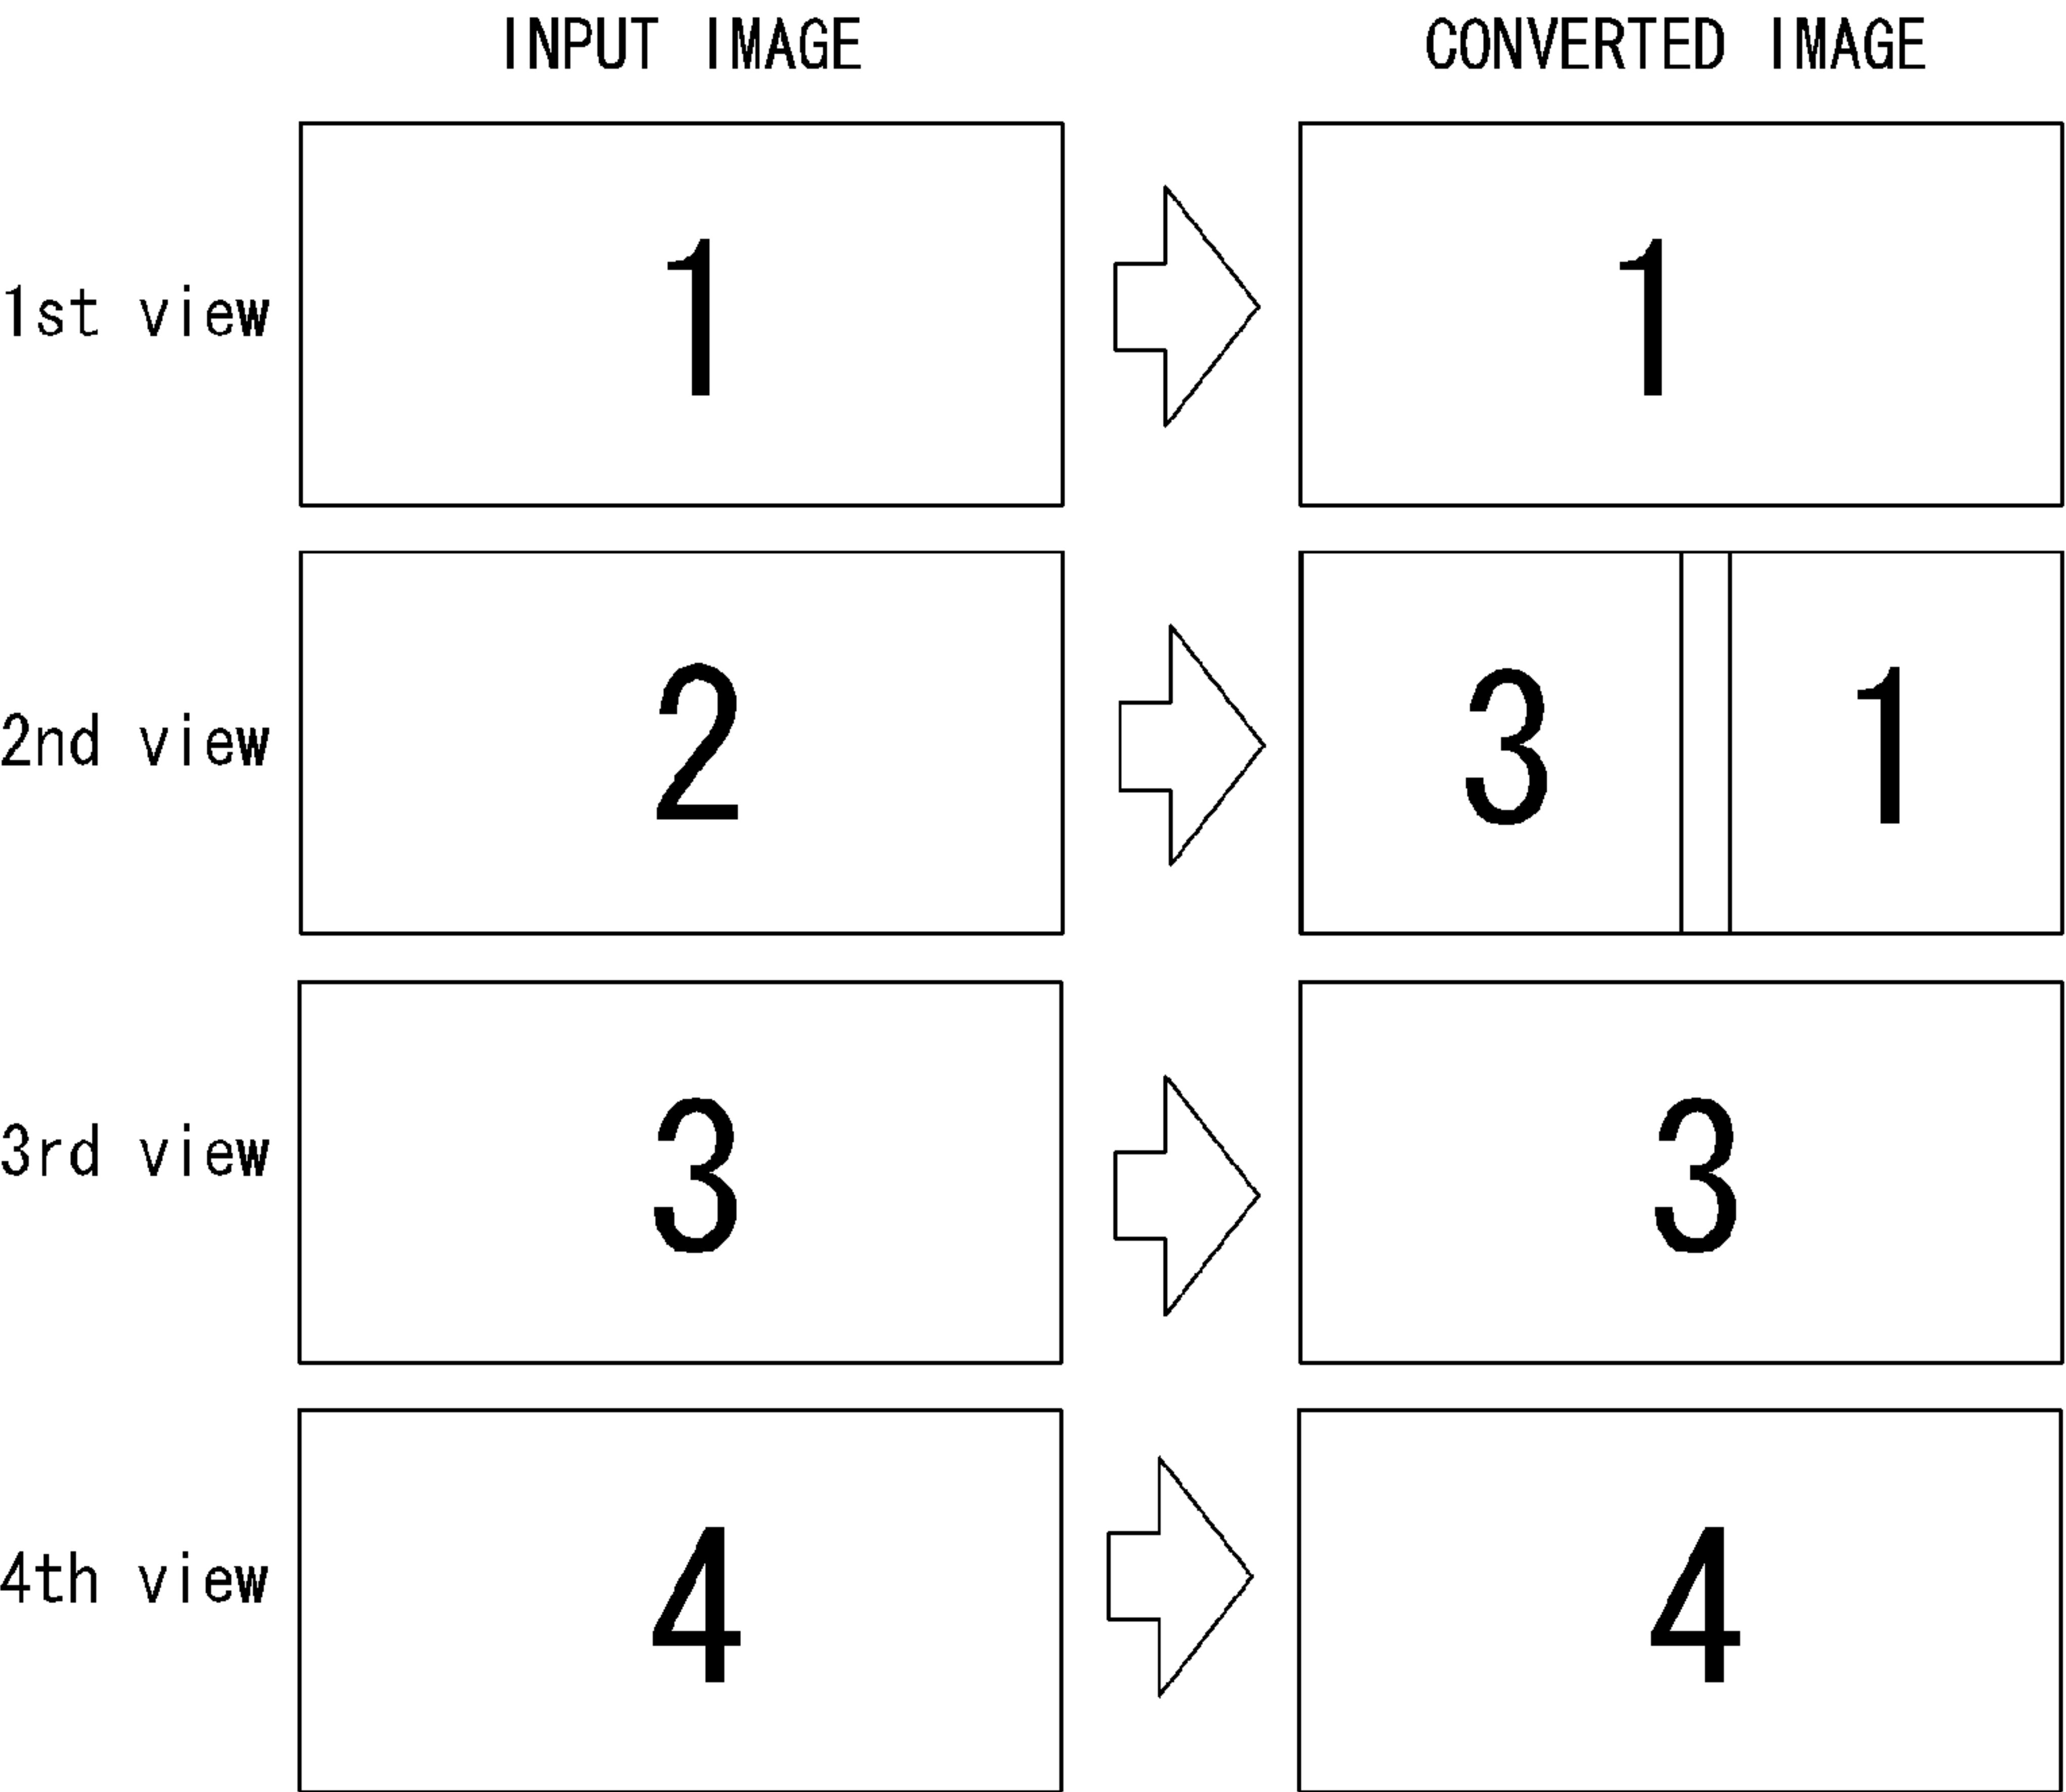 INPUT IMAGE CONVERTED IMAGE
1st view 1 1
2nd view 2 3 1
3rd view 3 3
4th view 4 4